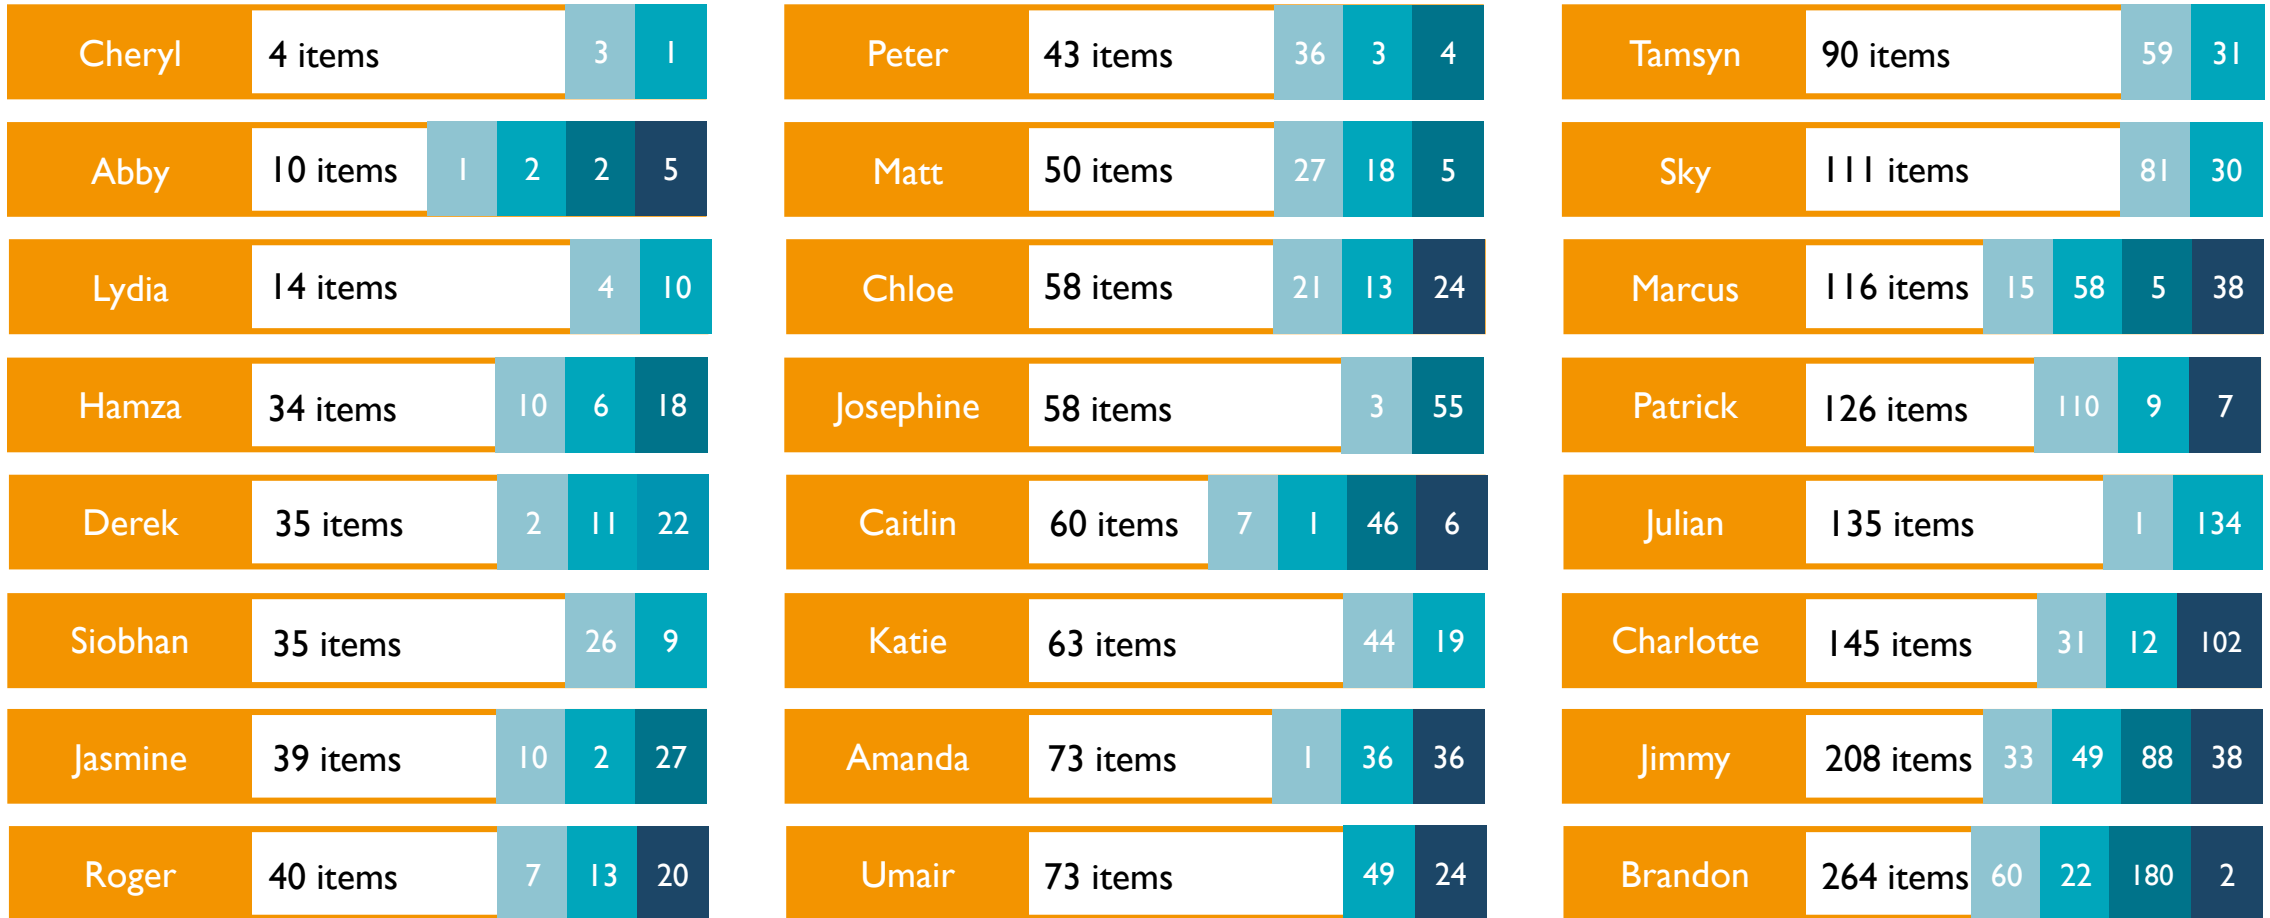 Cheryl 4 items 3 1
Abby 10 items 1 2 2 5
Lydia 14 items 4 10
Hamza 34 items 10 6 18
Derek 35 items 2 11 22
Siobhan 35 items 26 9
Jasmine 39 items 10 2 27
Roger 40 items 7 13 20
Peter 43 items 36 3 4
Matt 50 items 27 18 5
Chloe 58 items 21 13 24
Josephine 58 items 3 55
Caitlin 60 items 7 1 46 6
Katie 63 items 44 19
Amanda 73 items 1 36 36
Umair 73 items 49 24
Tamsyn 90 items 59 31
Sky 111 items 81 30
Marcus 116 items 15 58 5 38
Patrick 126 items 110 9 7
Julian 135 items 1 134
Charlotte 145 items 31 12 102
Jimmy 208 items 33 49 88 38
Brandon 264 items 60 22 180 2